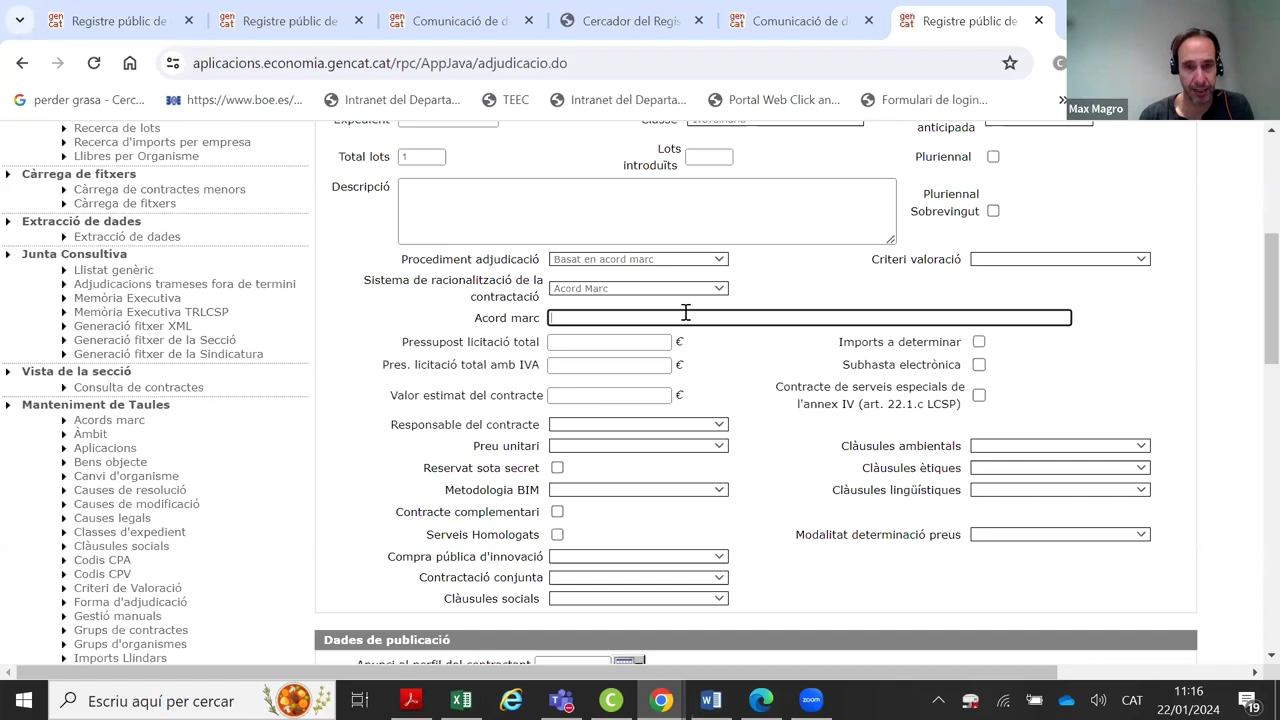 Registre públic de
Registre públic de
Comunicació de d
Cercador del Regis
Comunicació de d
Registre públic de
aplicacions.economia.gencat.cat/rpc/AppJava/adjudicacio.do
perder grasa - Cerc...
https://www.boe.es/...
Intranet del Departa...
TEEC
Intranet del Departa...
Portal Web Click an...
Formulari de login...
Max Magro
Recerca de lots
Recerca d'imports per empresa
Llibres per Organisme
Càrrega de fitxers
Càrrega de contractes menors
Càrrega de fitxers
Extracció de dades
Extracció de dades
Junta Consultiva
Llistat genèric
Adjudicacions trameses fora de termini
Memòria Executiva
Memòria Executiva TRLCSP
Generació fitxer XML
Generació fitxer de la Secció
Generació fitxer de la Sindicatura
Vista de la secció
Consulta de contractes
Manteniment de Taules
Acords marc
Àmbit
Aplicacions
Bens objecte
Canvi d'organisme
Causes de resolució
Causes de modificació
Causes legals
Classes d'expedient
Clàusules socials
Codis CPA
Codis CPV
Criteri de Valoració
Forma d'adjudicació
Gestió manuals
Grups de contractes
Grups d'organismes
Imports Llindars
Expedient
Classe
anticipada
Total lots 1
Lots introduïts
Pluriennal
Descripció
Pluriennal Sobrevingut
Procediment adjudicació Basat en acord marc
Criteri valoració
Sistema de racionalització de la contractació Acord Marc
Acord marc
Pressupost licitació total €
Imports a determinar
Pres. licitació total amb IVA €
Subhasta electrònica
Valor estimat del contracte €
Contracte de serveis especials de l'annex IV (art. 22.1.c LCSP)
Responsable del contracte
Preu unitari
Clàusules ambientals
Reservat sota secret
Clàusules ètiques
Metodologia BIM
Clàusules lingüístiques
Contracte complementari
Serveis Homologats
Modalitat determinació preus
Compra pública d'innovació
Contractació conjunta
Clàusules socials
Dades de publicació
Anunci al perfil del contractant
Escriu aquí per cercar
CAT
11:16
22/01/2024
19